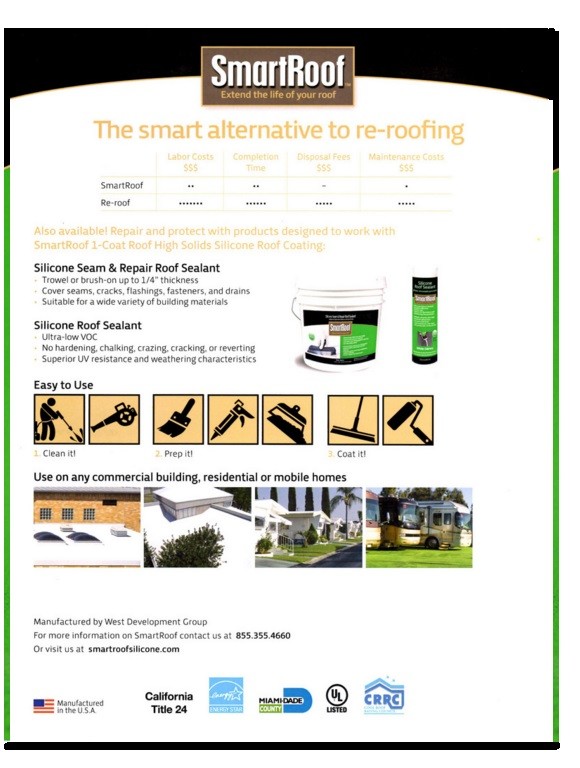 SmartRoof
Extend the life of your roof
The smart alternative to re-roofing
Labor Costs Completion Disposal Fees Maintenance Costs
$$$ Time $$$ $$$
SmartRoof •• •• – •
Re-roof ••••••• ••••••• ••••• •••••
Also available! Repair and protect with products designed to work with
SmartRoof 1-Coat Roof High Solids Silicone Roof Coating:
Silicone Seam & Repair Roof Sealant
• Trowel or brush-on up to 1/4" thickness
• Cover seams, cracks, flashings, fasteners, and drains
• Suitable for a wide variety of building materials
Silicone Roof Sealant
• Ultra-low VOC
• No hardening, chalking, crazing, cracking, or reverting
• Superior UV resistance and weathering characteristics
SmartRoof
Silicone
Roof Sealant
SmartRoof
Easy to Use
1. Clean it! 2. Prep it! 3. Coat it!
Use on any commercial building, residential or mobile homes
Manufactured by West Development Group
For more information on SmartRoof contact us at 855.355.4660
Or visit us at smartroofsilicone.com
Manufactured
in the U.S.A.
California
Title 24
energy
ENERGY STAR
MIAMI-DADE
COUNTY
UL
LISTED
CRRC